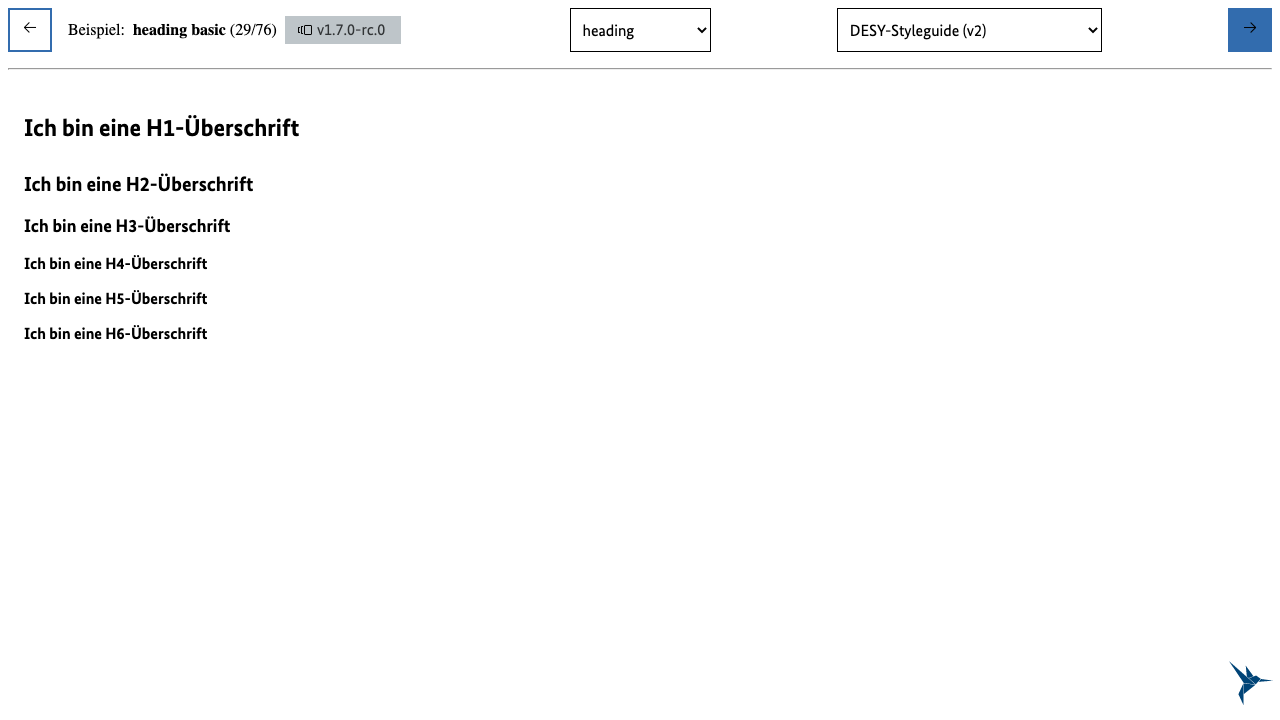 Beispiel: heading basic (29/76) v1.7.0-rc.0 heading DESY-Styleguide (v2)
Ich bin eine H1-Überschrift
Ich bin eine H2-Überschrift
Ich bin eine H3-Überschrift
Ich bin eine H4-Überschrift
Ich bin eine H5-Überschrift
Ich bin eine H6-Überschrift